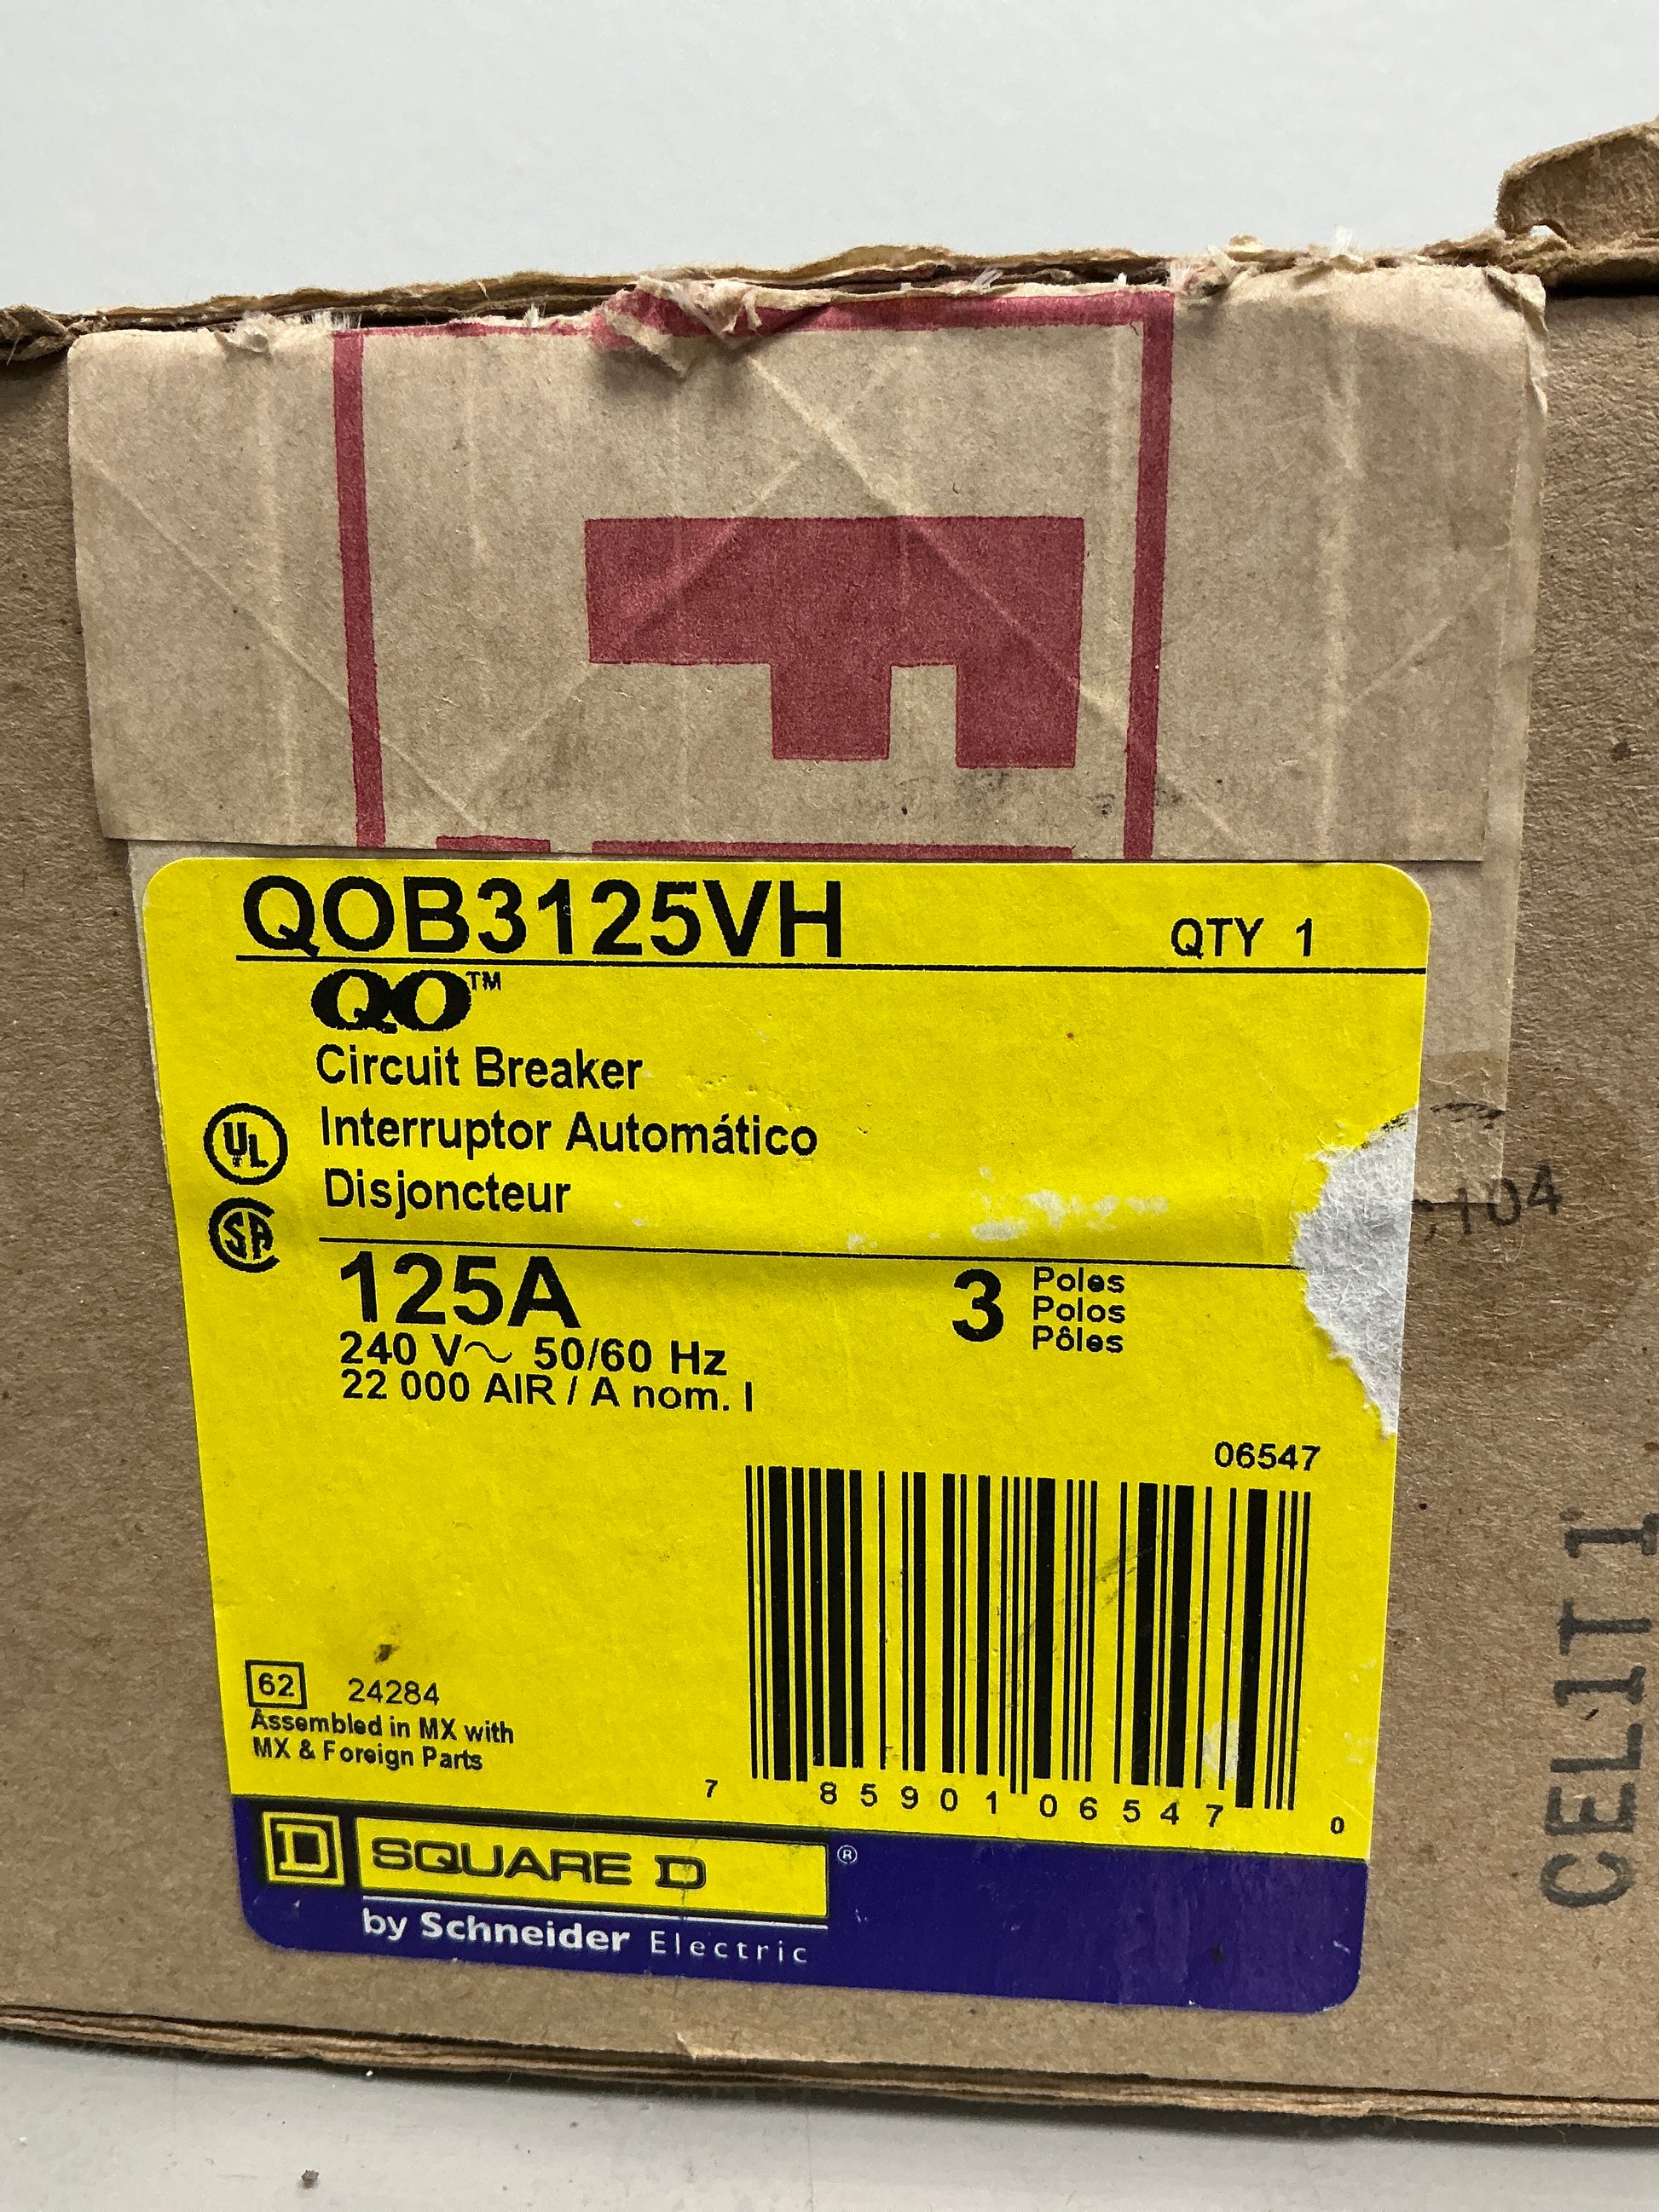 F
QOB3125VH QTY 1
QO™
Circuit Breaker
Interruptor Automático
Disjoncteur
UL
SA
125A
240 V~ 50/60 Hz
22 000 AIR / A nom. I
3 Poles
Polos
Pôles
06547
7 85901 06547 0
62 24284
Assembled in MX with
MX & Foreign Parts
D SQUARE D ®
by Schneider Electric